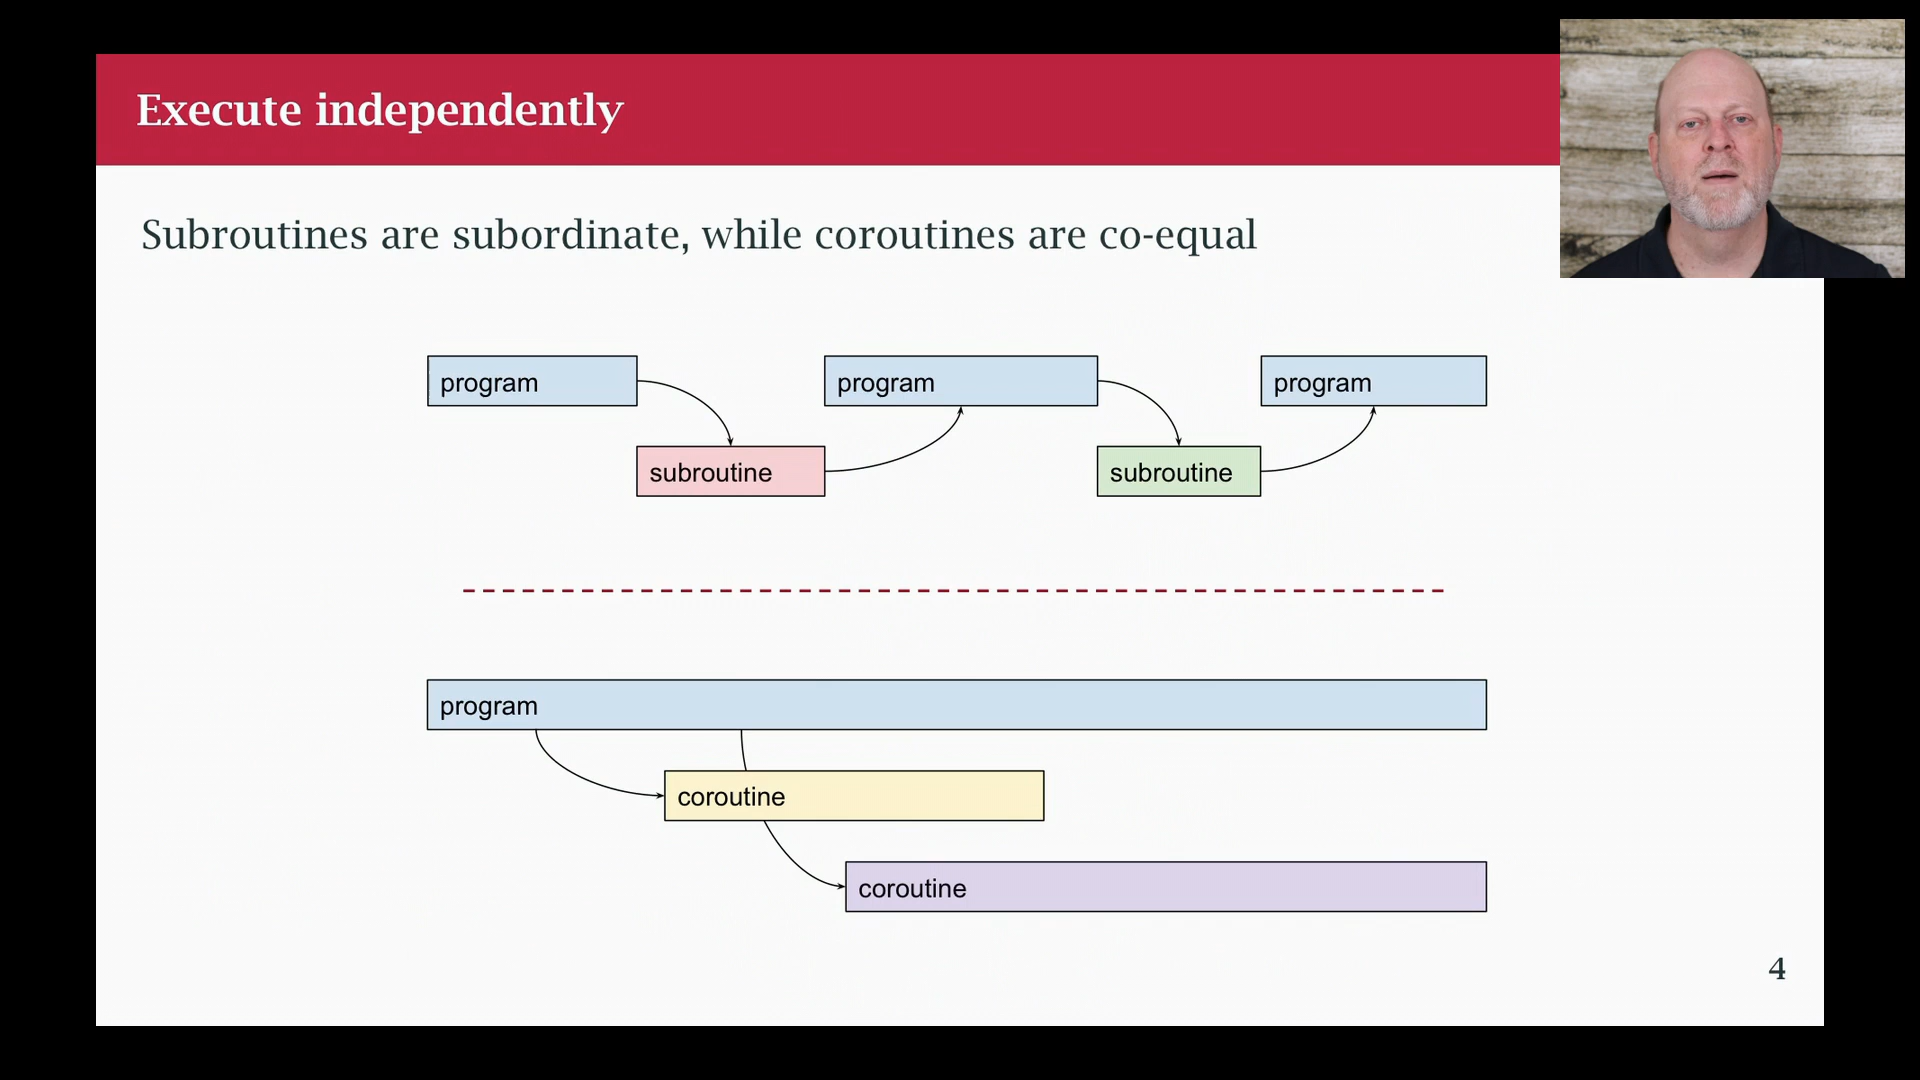 Execute independently
Subroutines are subordinate, while coroutines are co-equal
program
program
program
subroutine
subroutine
program
coroutine
coroutine
4